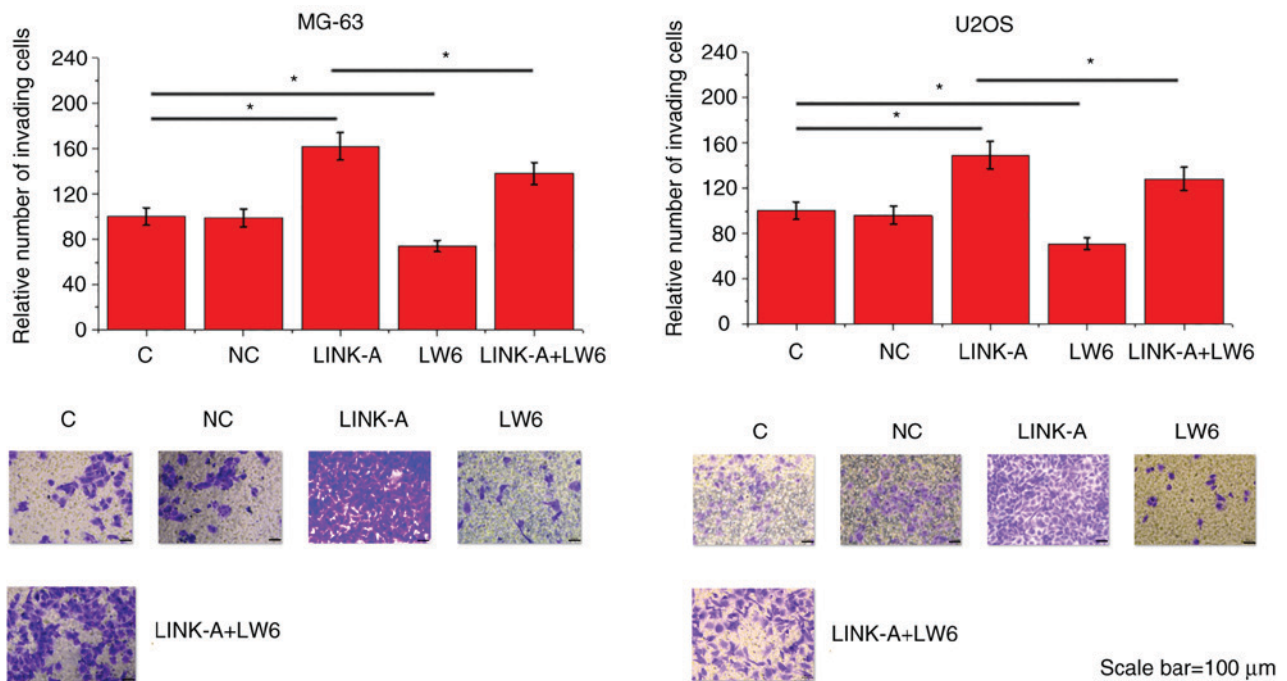 MG-63
Relative number of invading cells
240
200
160
120
80
40
0
*
*
*
C NC LINK-A LW6 LINK-A+LW6
U2OS
Relative number of invading cells
240
200
160
120
80
40
0
*
*
*
C NC LINK-A LW6 LINK-A+LW6
C NC LINK-A LW6
LINK-A+LW6
C NC LINK-A LW6
LINK-A+LW6
Scale bar=100 μm